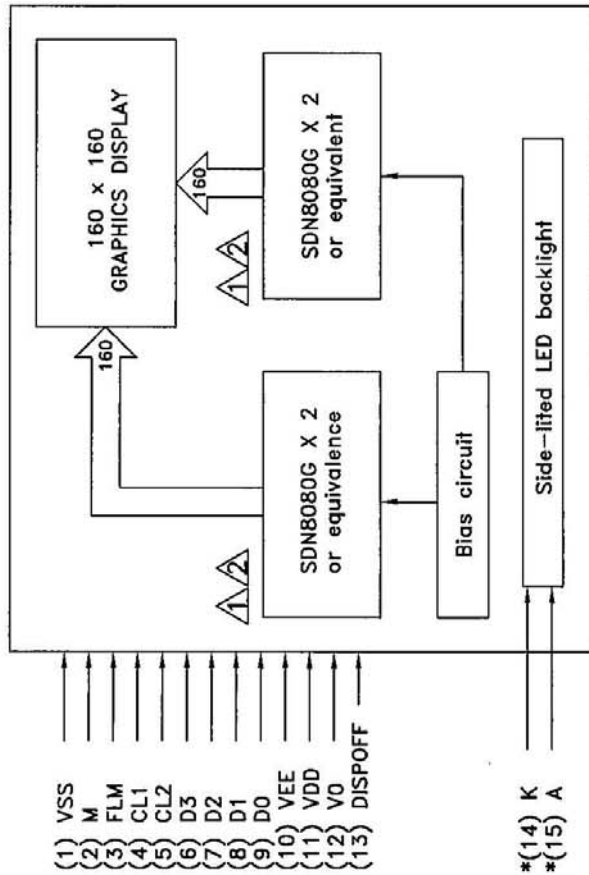 (1) VSS
(2) M
(3) FLM
(4) CL1
(5) CL2
(6) D3
(7) D2
(8) D1
(9) D0
(10) VEE
(11) VDD
(12) V0
(13) DISPOFF
*(14) K
*(15) A
160 x 160
GRAPHICS DISPLAY
160
160
1 2
SDN8080G X 2
or equivalence
1 2
SDN8080G X 2
or equivalent
Bias circuit
Side-lited LED backlight